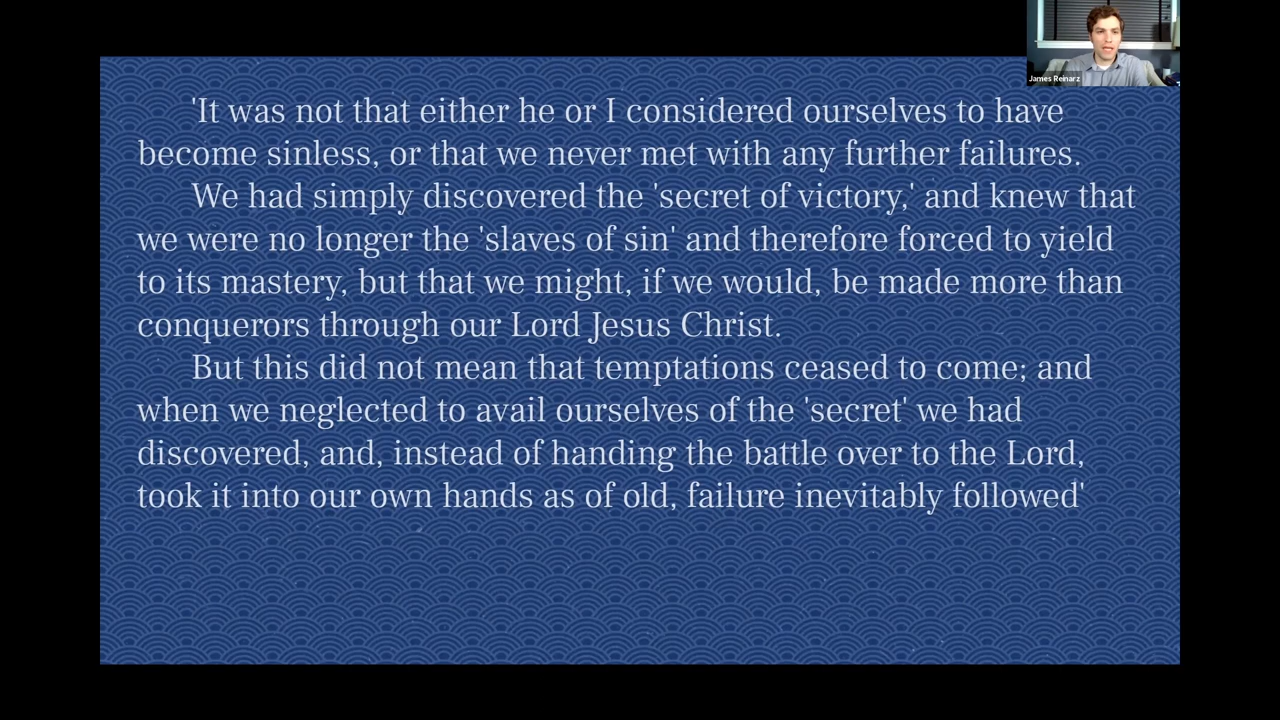 James Reinarz
'It was not that either he or I considered ourselves to have
become sinless, or that we never met with any further failures.
We had simply discovered the 'secret of victory,' and knew that
we were no longer the 'slaves of sin' and therefore forced to yield
to its mastery, but that we might, if we would, be made more than
conquerors through our Lord Jesus Christ.
But this did not mean that temptations ceased to come; and
when we neglected to avail ourselves of the 'secret' we had
discovered, and, instead of handing the battle over to the Lord,
took it into our own hands as of old, failure inevitably followed'